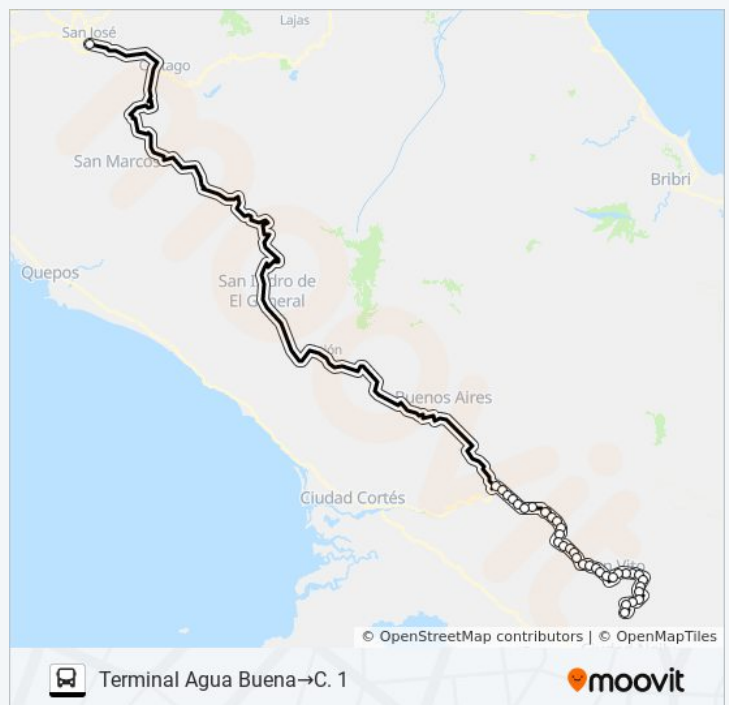 San José
Lajas
San Marcos
Bribri
Quepos
San Isidro de
El General
Buenos Aires
Ciudad Cortés
© OpenStreetMap contributors | © OpenMapTiles
Terminal Agua Buena→C. 1
moovit